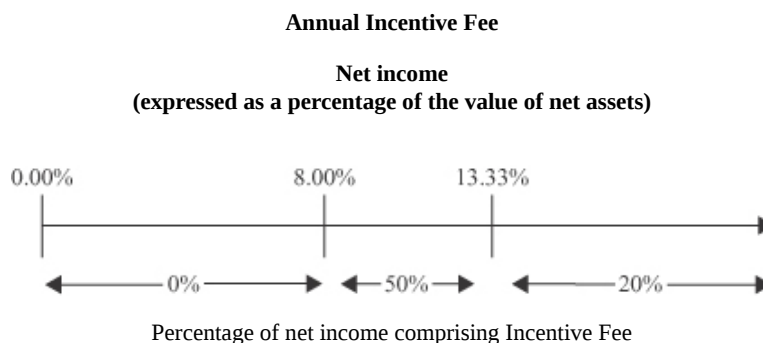 Annual Incentive Fee
Net income
(expressed as a percentage of the value of net assets)
0.00% 8.00% 13.33%
0% 50% 20%
Percentage of net income comprising Incentive Fee